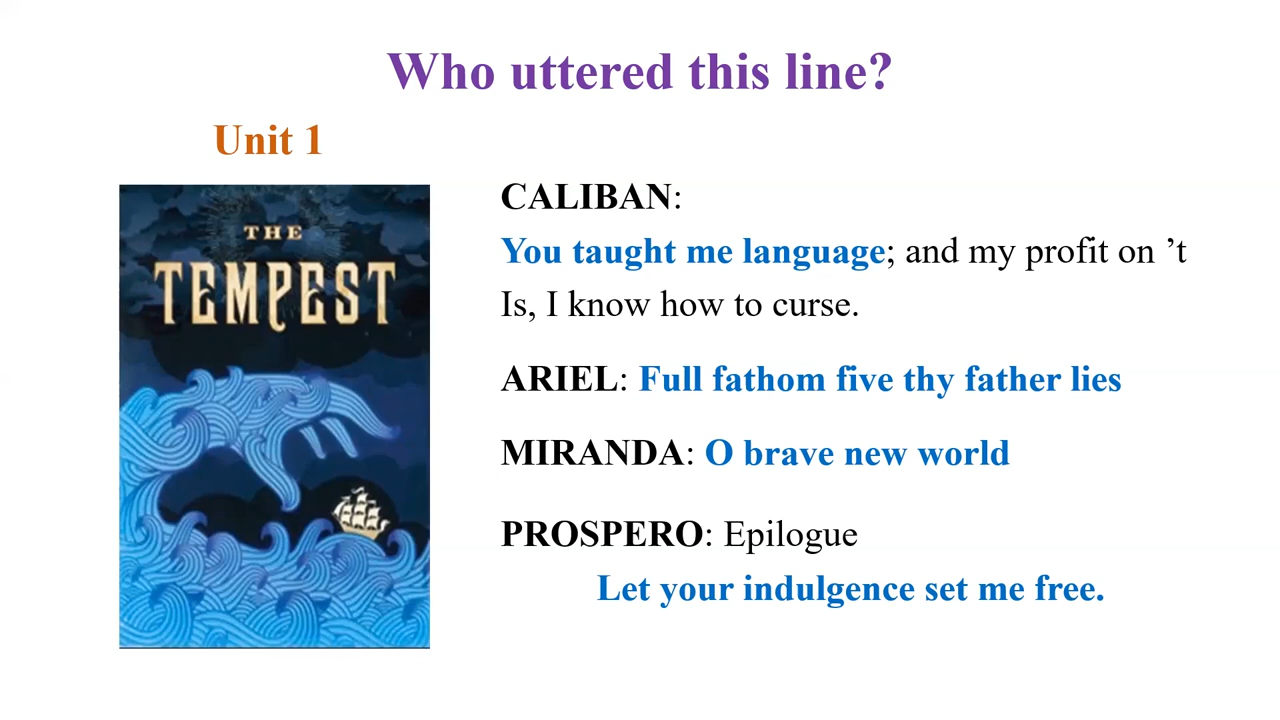 Who uttered this line?
Unit 1
THE
TEMPEST
CALIBAN:
You taught me language; and my profit on ’t
Is, I know how to curse.
ARIEL: Full fathom five thy father lies
MIRANDA: O brave new world
PROSPERO: Epilogue
Let your indulgence set me free.